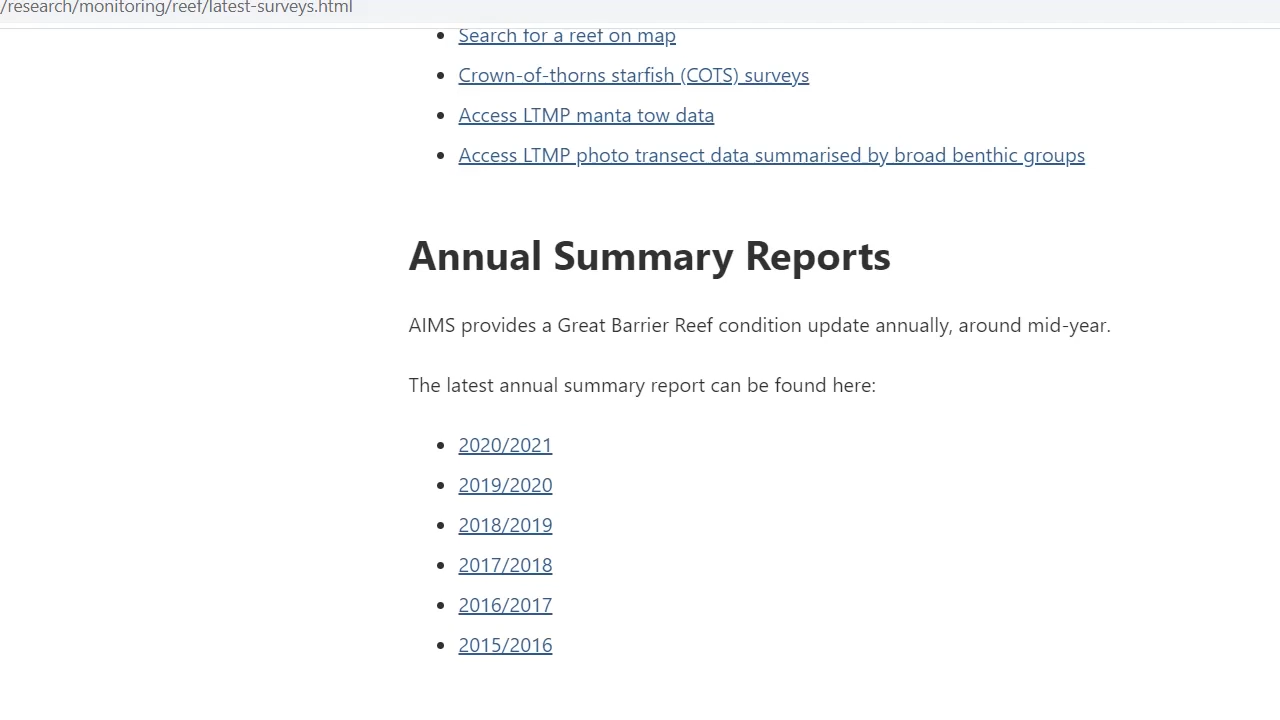 /research/monitoring/reef/latest-surveys.html
Search for a reef on map
Crown-of-thorns starfish (COTS) surveys
Access LTMP manta tow data
Access LTMP photo transect data summarised by broad benthic groups
Annual Summary Reports
AIMS provides a Great Barrier Reef condition update annually, around mid-year.
The latest annual summary report can be found here:
2020/2021
2019/2020
2018/2019
2017/2018
2016/2017
2015/2016